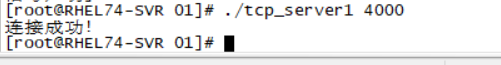 [root@RHEL74-SVR 01]# ./tcp_server1 4000
连接成功!
[root@RHEL74-SVR 01]#